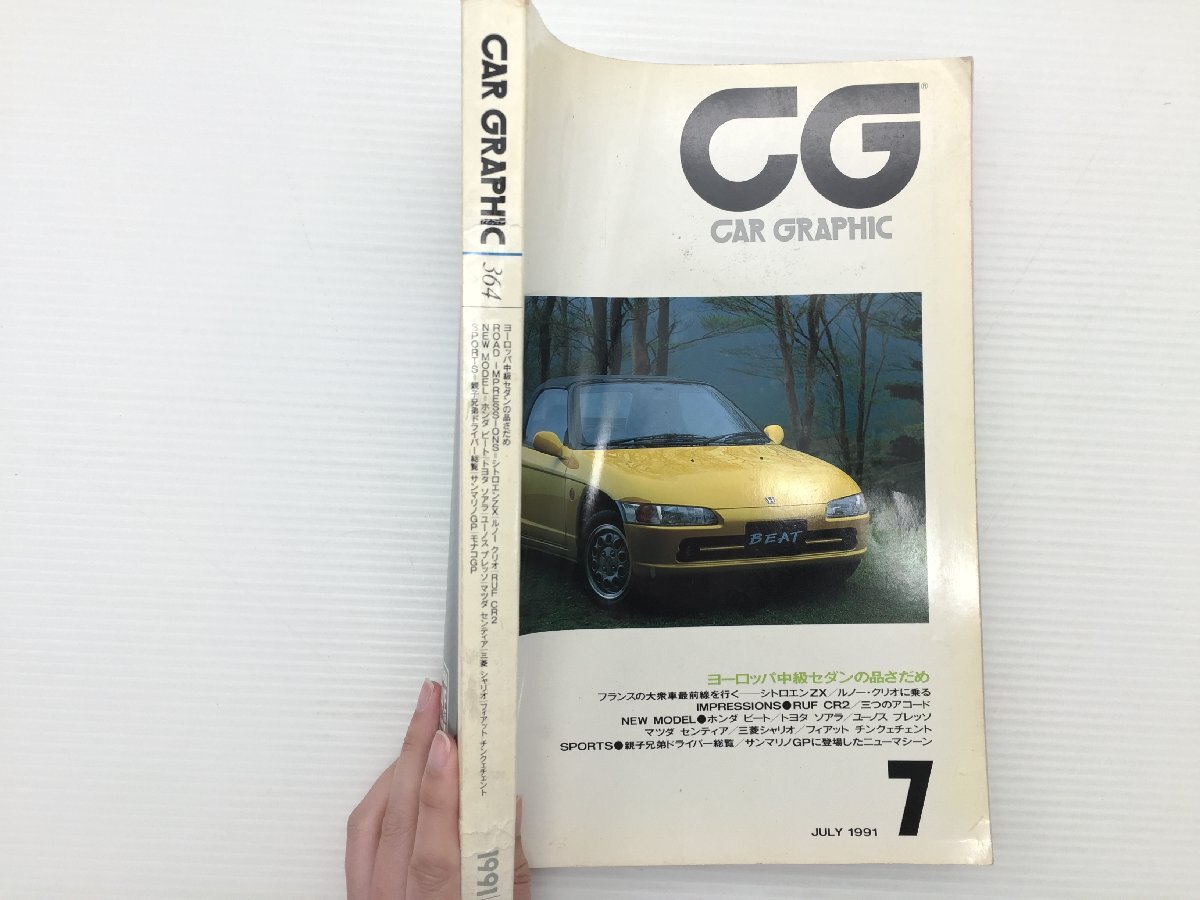 CAR GRAPHIC 364
ヨーロッパ中級セダンの品さだめ
ROAD IMPRESSIONS=シトロエンZX/ルノー クリオ/RUF CR2
NEW MODEL=ホンダ ビート/トヨタ ソアラ/ユーノス プレッソ/マツダ センティア/三菱 シャリオ/フィアット チンクェチェント
SPORTS=親子兄弟ドライバー総覧/サンマリノGP/モナコGP
1991
CG®
CAR GRAPHIC
BEAT
ヨーロッパ中級セダンの品さだめ
フランスの大衆車最前線を行く──シトロエンZX/ルノー・クリオに乗る
IMPRESSIONS●RUF CR2/三つのアコード
NEW MODEL●ホンダ ビート/トヨタ ソアラ/ユーノス プレッソ
マツダ センティア/三菱シャリオ/フィアット チンクェチェント
SPORTS●親子兄弟ドライバー総覧/サンマリノGPに登場したニューマシーン
JULY 1991 7